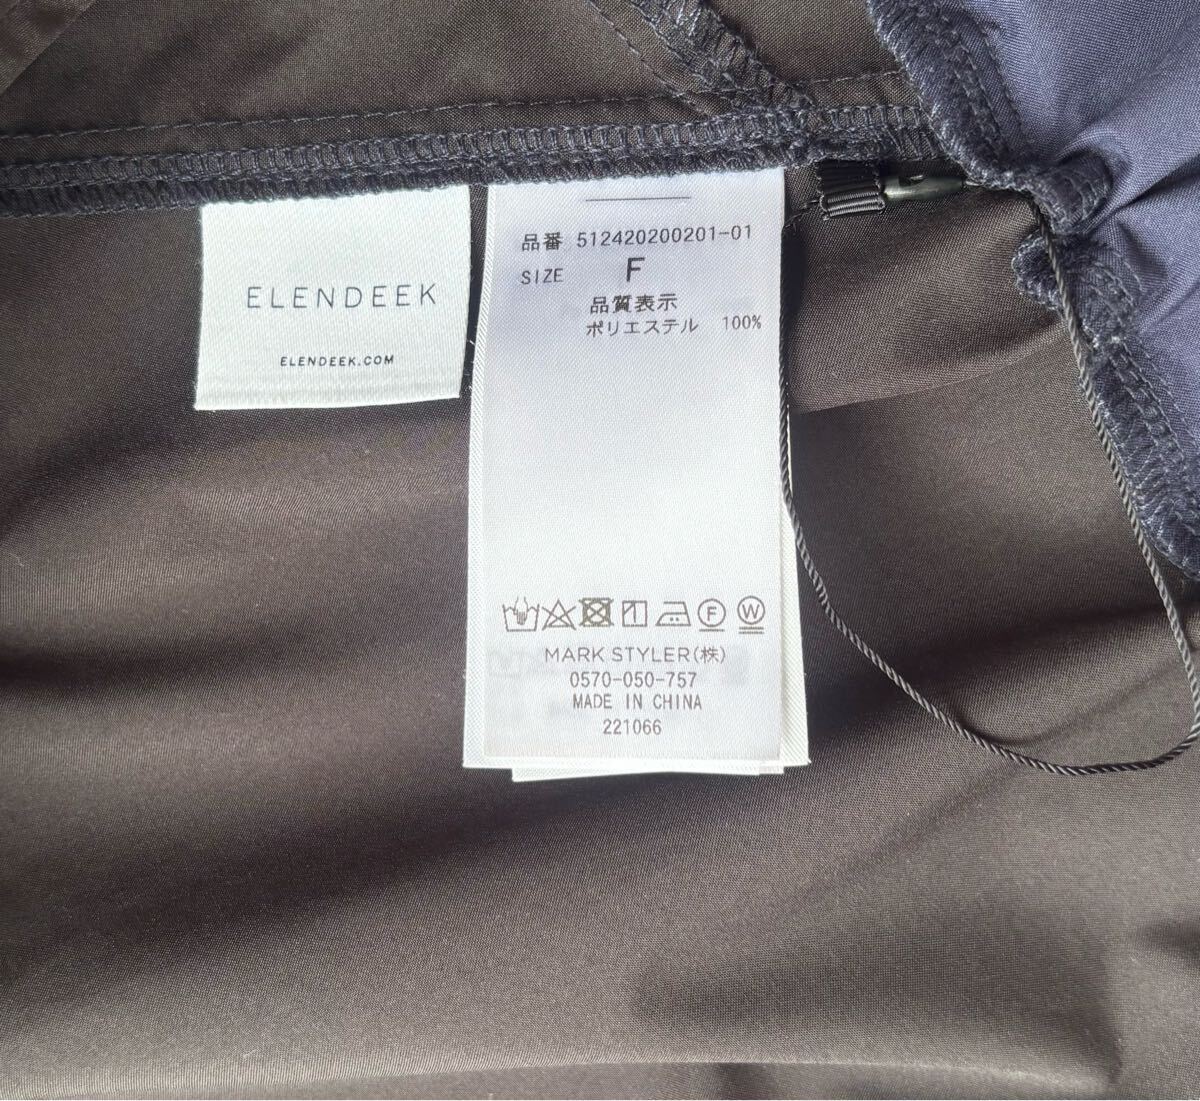 ELENDEEK
ELENDEEK.COM
品番 512420200201-01
SIZE F
品質表示
ポリエステル 100%
F W
MARK STYLER(株)
0570-050-757
MADE IN CHINA
221066